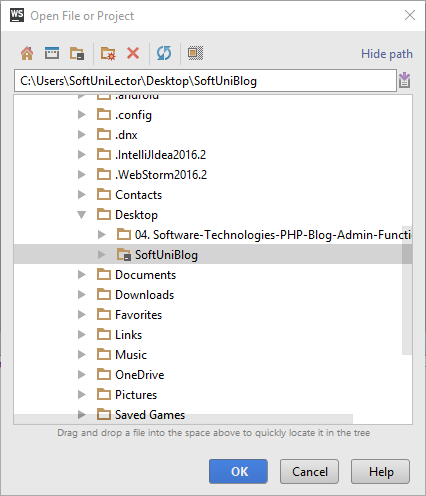 WS Open File or Project
Hide path
C:\Users\SoftUniLector\Desktop\SoftUniBlog
.android
.config
.dnx
.IntelliJIdea2016.2
.WebStorm2016.2
Contacts
Desktop
04. Software-Technologies-PHP-Blog-Admin-Functi
SoftUniBlog
Documents
Downloads
Favorites
Links
Music
OneDrive
Pictures
Saved Games
Drag and drop a file into the space above to quickly locate it in the tree
OK Cancel Help